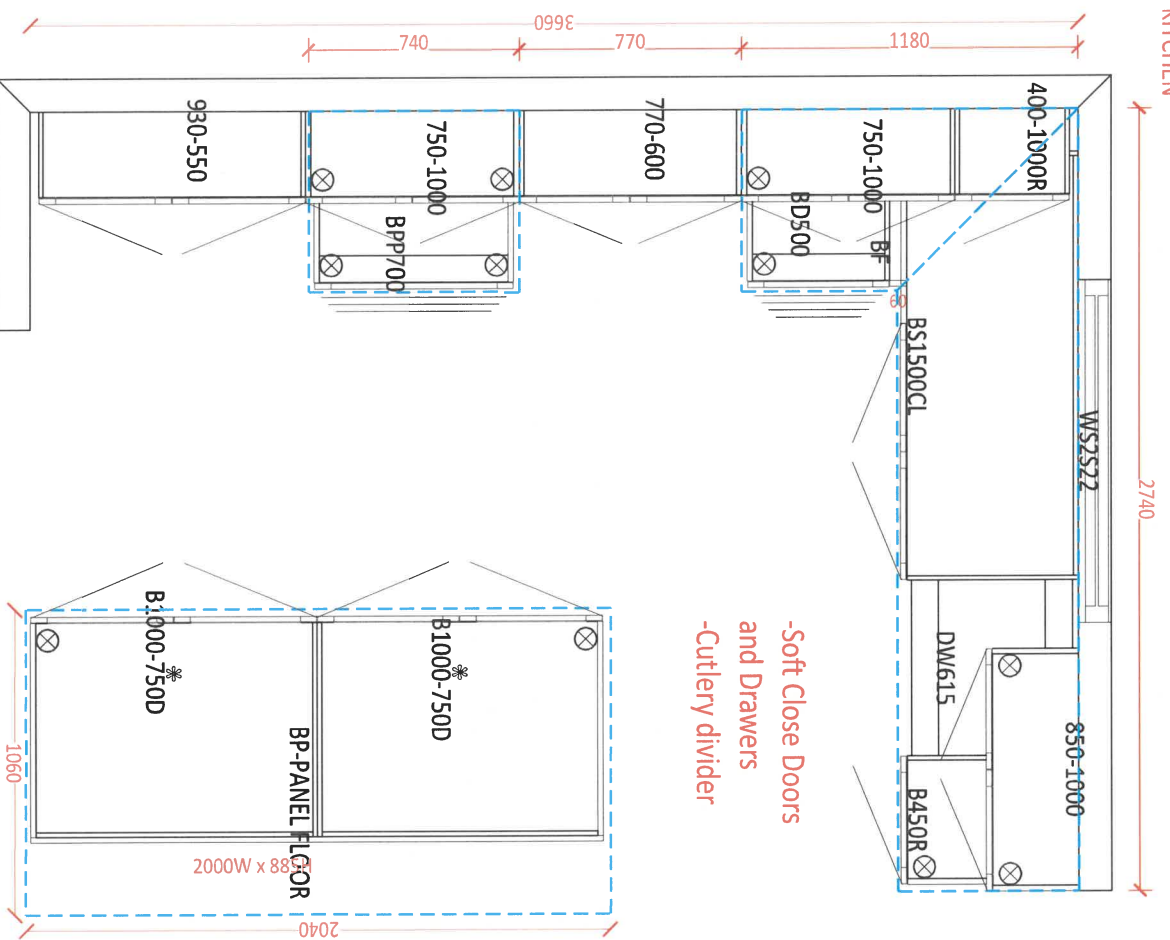 KITCHEN
3660
740
770
1180
930-550
750-1000
770-600
750-1000
400-1000R
BPP700
BD500
BF
60
BS1500CL
WS2S22
2740
DW615
850-1000
B450R
-Soft Close Doors
and Drawers
-Cutlery divider
B1000-750D
B1000-750D
BP-PANEL FLOOR
2000W x 885H
1060
2040